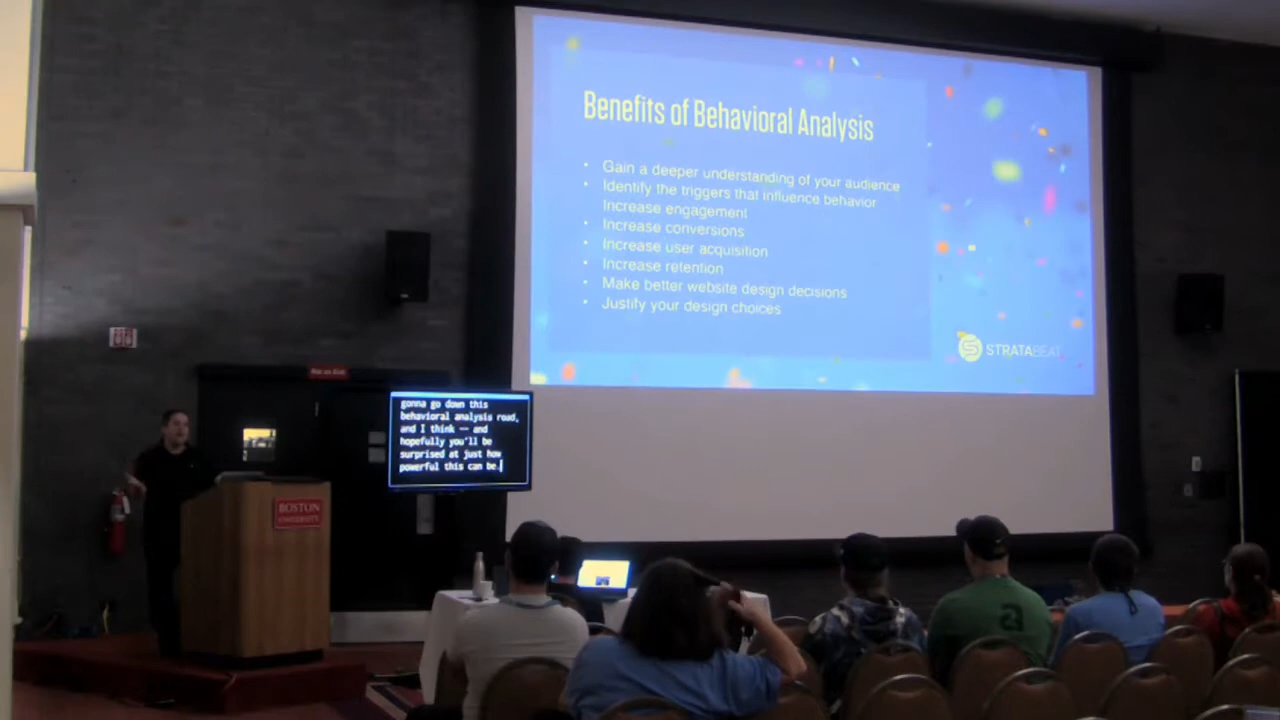 Benefits of Behavioral Analysis
• Gain a deeper understanding of your audience
• Identify the triggers that influence behavior
Increase engagement
• Increase conversions
• Increase user acquisition
• Increase retention
• Make better website design decisions
• Justify your design choices
STRATABEAT
gonna go down this
behavioral analysis road,
and I think -- and
hopefully you'll be
surprised at just how
powerful this can be.
BOSTON
UNIVERSITY
a